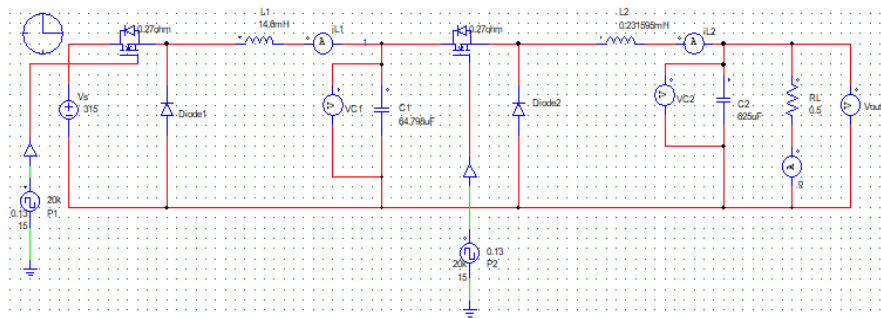 0.27ohm
L1
14.6mH
iL1
1
0.27ohm
L2
0.231595mH
iL2
Vs
315
Diode1
VC1
C1
64.798uF
Diode2
VC2
C2
625uF
RL
0.5
Vout
20k
0.13
P1
15
0.13
20k
P2
15
A
A
A
V
V
V